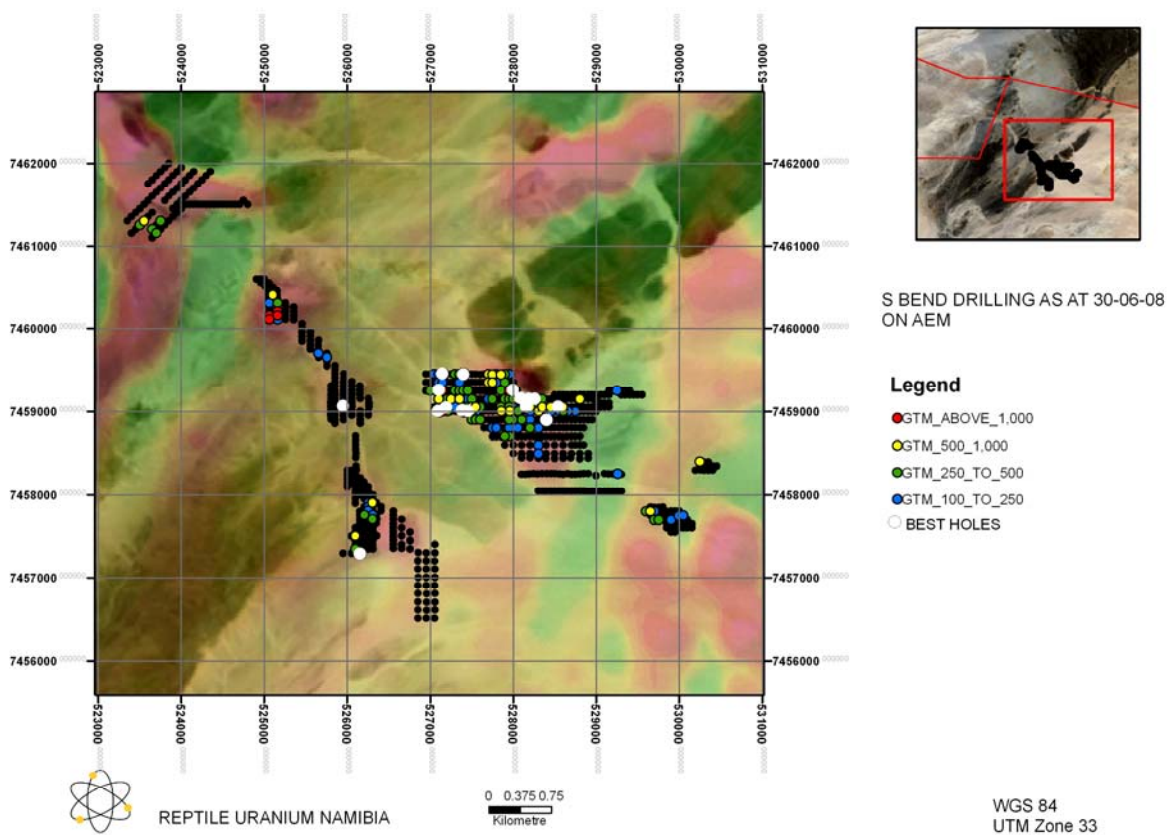 523000 524000 525000 526000 527000 528000 529000 530000 531000
7462000 7462000
7461000 7461000
7460000 7460000
7459000 7459000
7458000 7458000
7457000 7457000
7456000 7456000
523000 524000 525000 526000 527000 528000 529000 530000 531000
S BEND DRILLING AS AT 30-06-08
ON AEM
Legend
GTM_ABOVE_1,000
GTM_500_1,000
GTM_250_TO_500
GTM_100_TO_250
BEST HOLES
REPTILE URANIUM NAMIBIA
0 0.375 0.75
Kilometre
WGS 84
UTM Zone 33